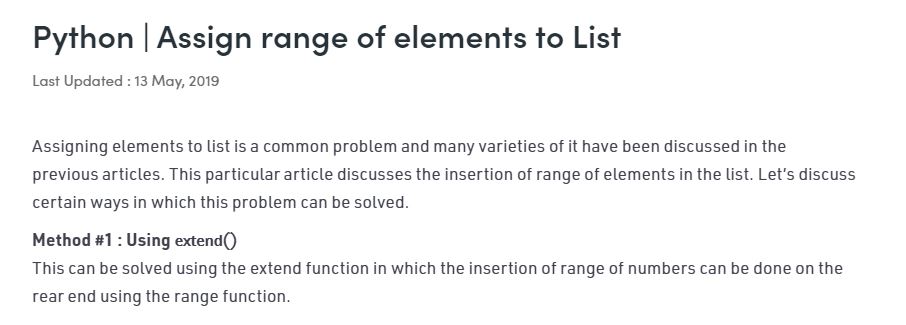 Python | Assign range of elements to List
Last Updated : 13 May, 2019
Assigning elements to list is a common problem and many varieties of it have been discussed in the
previous articles. This particular article discusses the insertion of range of elements in the list. Let’s discuss
certain ways in which this problem can be solved.
Method #1 : Using extend()
This can be solved using the extend function in which the insertion of range of numbers can be done on the
rear end using the range function.